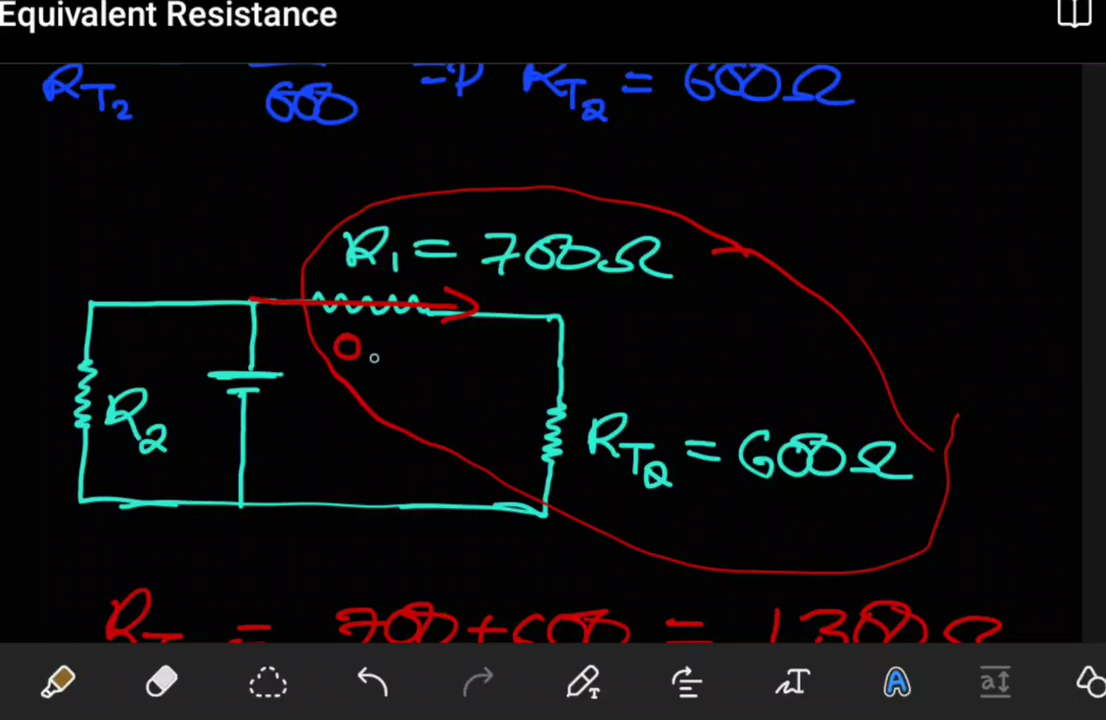 Equivalent Resistance
RT2 600 => RT2 = 600Ω
R1 = 700Ω
R2
RT2 = 600Ω
RT = 700+600 = 1300Ω